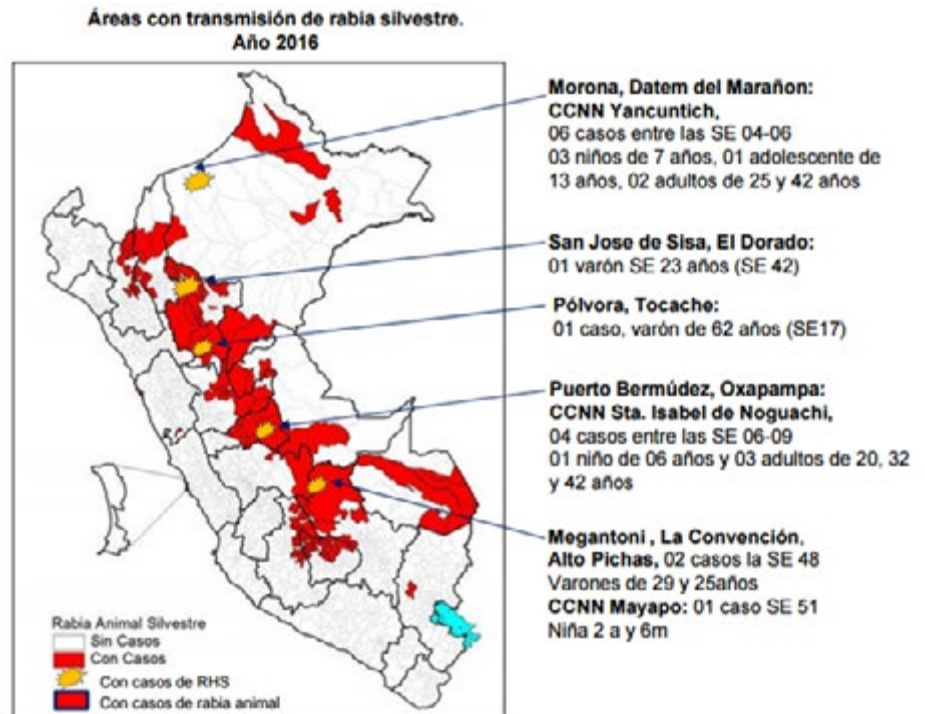 Áreas con transmisión de rabia silvestre.
Año 2016
Morona, Datem del Marañon:
CCNN Yancuntich,
06 casos entre las SE 04-06
03 niños de 7 años, 01 adolescente de
13 años, 02 adultos de 25 y 42 años
San Jose de Sisa, El Dorado:
01 varón SE 23 años (SE 42)
Pólvora, Tocache:
01 caso, varón de 62 años (SE17)
Puerto Bermúdez, Oxapampa:
CCNN Sta. Isabel de Noguachi,
04 casos entre las SE 06-09
01 niño de 06 años y 03 adultos de 20, 32
y 42 años
Megantoni , La Convención,
Alto Pichas, 02 casos la SE 48
Varones de 29 y 25años
CCNN Mayapo: 01 caso SE 51
Niña 2 a y 6m
Rabia Animal Silvestre
Sin Casos
Con Casos
Con casos de RHS
Con casos de rabia animal